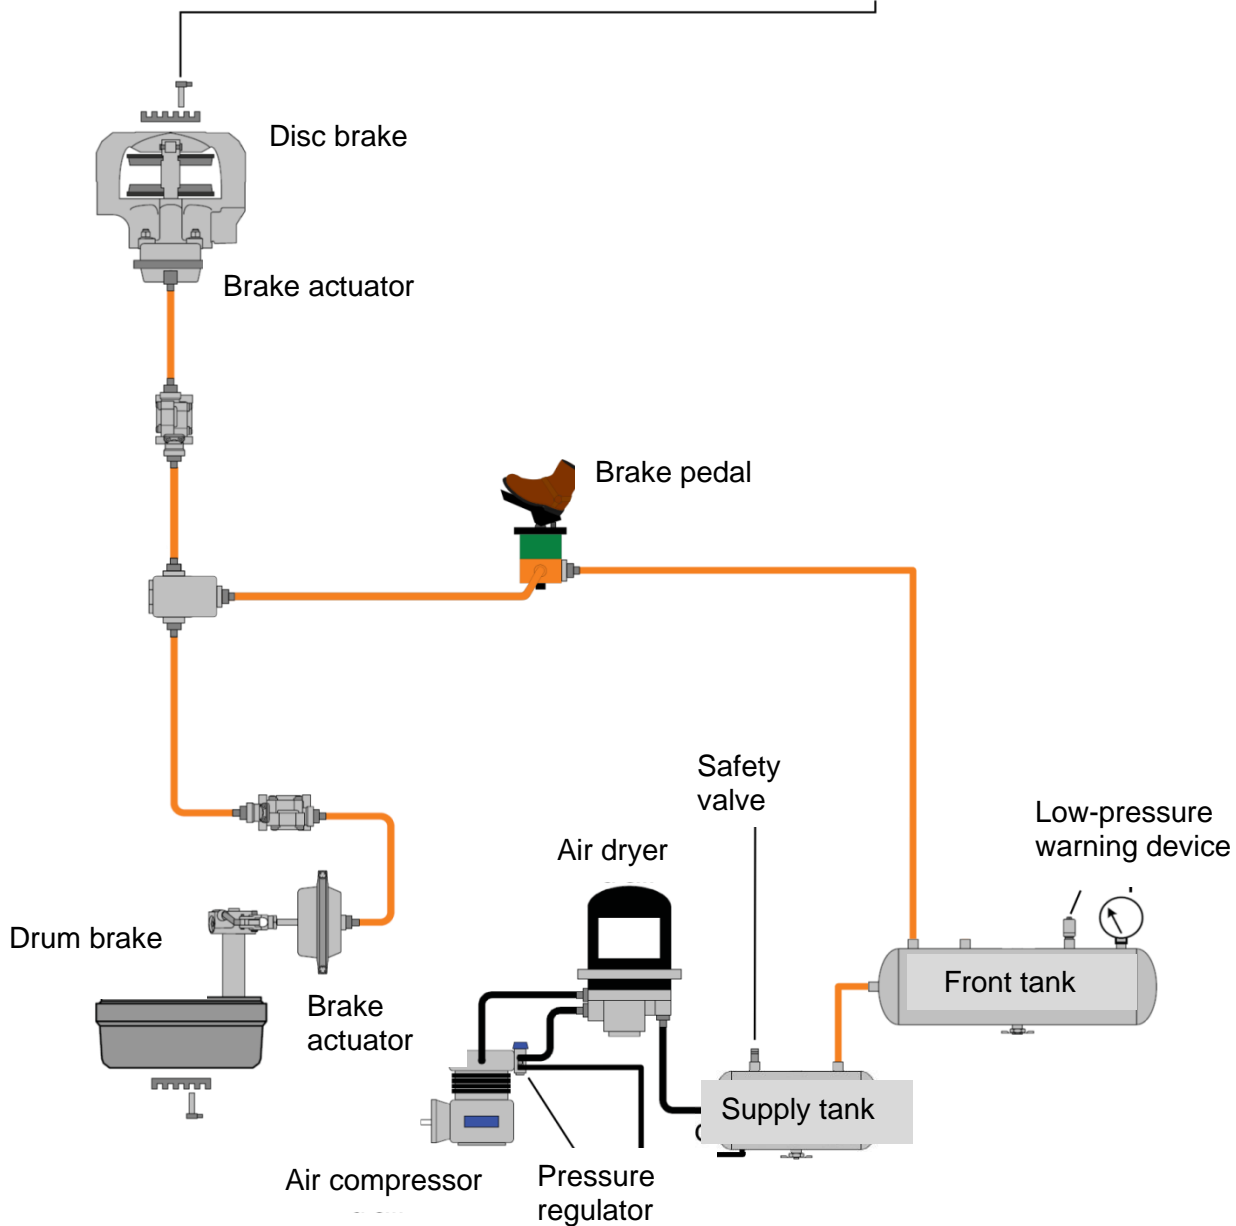 Disc brake
Brake actuator
Brake pedal
Safety
valve
Low-pressure
warning device
Air dryer
Drum brake
Front tank
Brake
actuator
Supply tank
Air compressor
Pressure
regulator